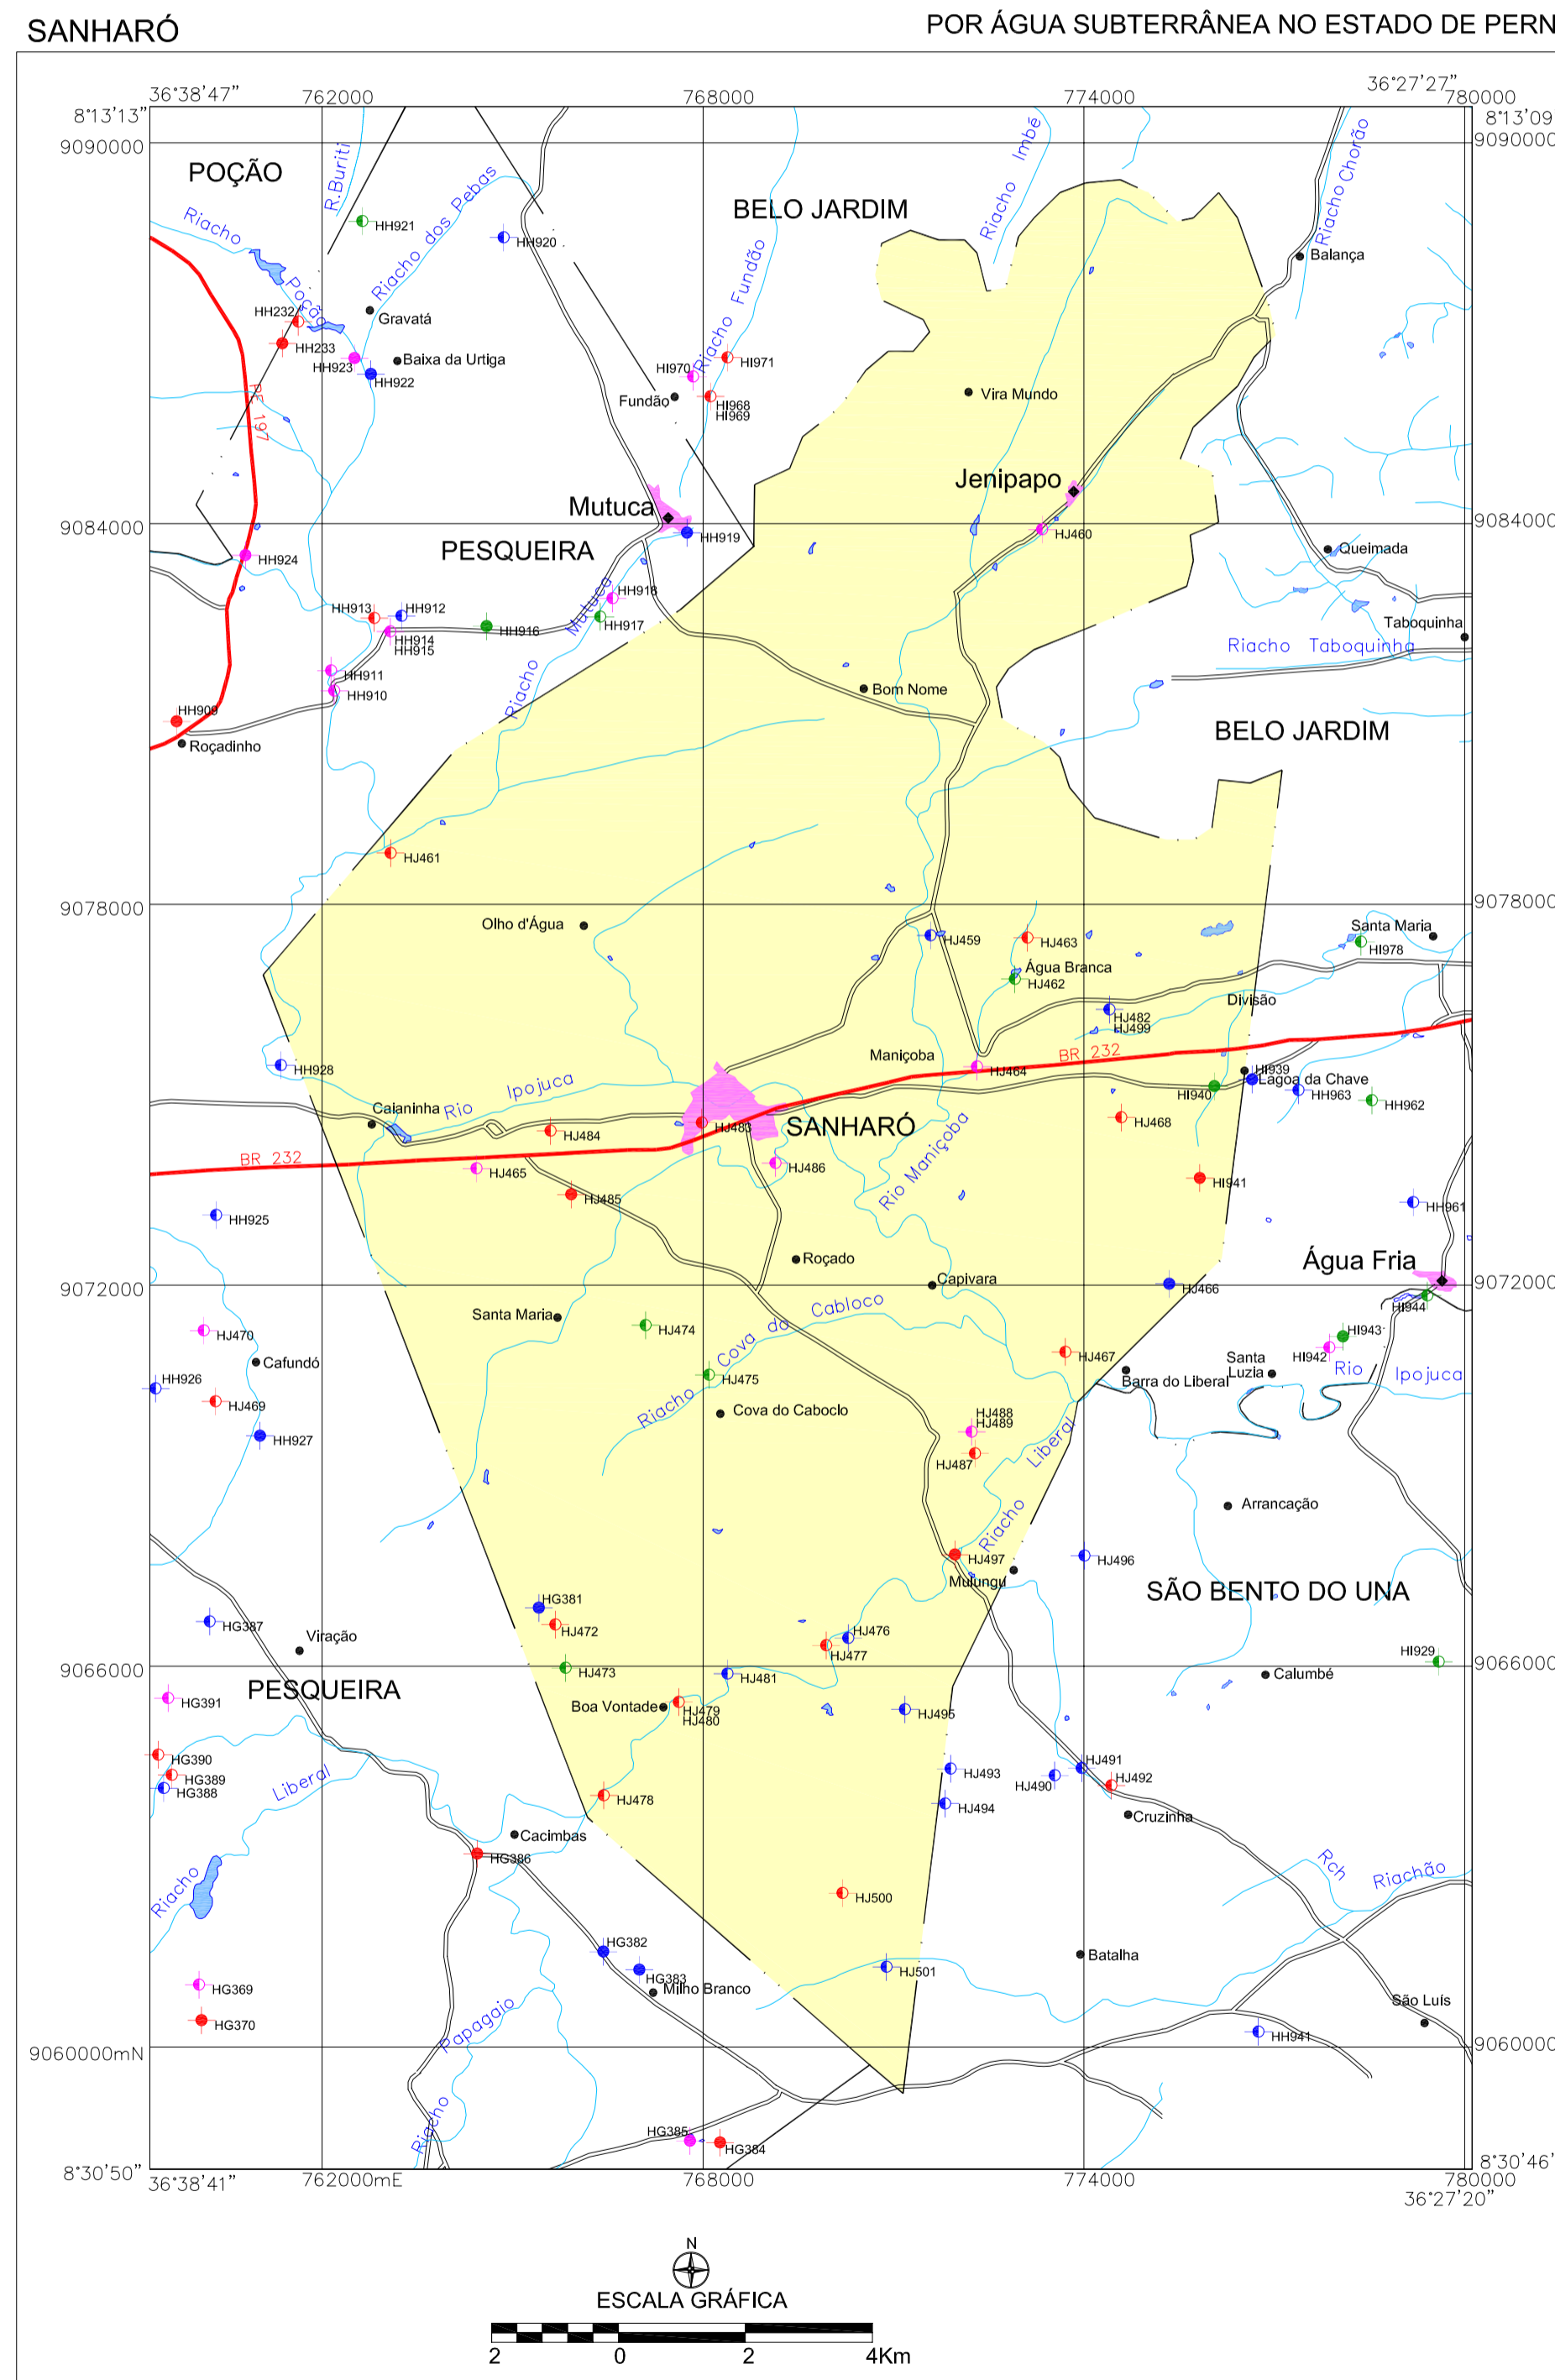 SANHARÓ
POR ÁGUA SUBTERRÂNEA NO ESTADO DE PERN
36°38'47"
762000
768000
774000
36°27'27"
780000
8°13'13"
8°13'09
9090000
9090000
POÇÃO
R.Buriti
Riacho dos Pebas
BELO JARDIM
Riacho Imbé
Riacho Chorão
Riacho Poção
HH921
HH920
Balança
Riacho Fundão
HH232
Gravatá
HH233
HH923
Baixa da Urtiga
HH922
HI970
HI971
Fundão
HI968
HI969
Vira Mundo
PE 197
Jenipapo
Mutuca
9084000
9084000
HH919
HJ460
PESQUEIRA
HH924
Queimada
Riacho Mutuca
HH918
HH913
HH912
HH914
HH915
HH916
HH917
Taboquinha
Riacho Taboquinha
HH911
HH910
Bom Nome
HH909
Roçadinho
BELO JARDIM
HJ461
9078000
9078000
Olho d'Água
HJ459
HJ463
Santa Maria
HI978
Água Branca
HJ462
Divisão
HJ482
HJ499
Maniçoba
BR 232
HH928
HJ464
HI939
Lagoa da Chave
HI940
HH963
HH962
Caianinha
Rio Ipojuca
HJ484
HJ483
SANHARÓ
HJ468
BR 232
HJ465
HJ486
Rio Maniçoba
HJ485
HI941
HH925
HH961
Roçado
Água Fria
9072000
9072000
Capivara
HJ466
HI944
Santa Maria
HJ474
Riacho Cova do Cabloco
HJ470
HI943
HI942
Cafundó
HJ467
Santa
Luzia
Rio Ipojuca
HH926
HJ475
Barra do Liberal
HJ469
Cova do Caboclo
HJ488
HJ489
HH927
HJ487
Riacho Liberal
Arrancação
HJ497
HJ496
Mulungu
SÃO BENTO DO UNA
HG381
HG387
HJ472
Viração
HJ476
HJ477
9066000
9066000
HJ473
HI929
HJ481
Calumbé
PESQUEIRA
HG391
Boa Vontade
HJ479
HJ480
HJ495
HG390
HG389
HG388
Riacho Liberal
HJ493
HJ490
HJ491
HJ492
HJ478
HJ494
Cruzinha
Cacimbas
HG386
Rch Riachão
HJ500
HG382
Batalha
HG383
HJ501
HG369
Milho Branco
HG370
São Luís
Riacho Papagaio
HH941
9060000mN
9060000
HG385
HG384
8°30'50"
8°30'46"
36°38'41"
762000mE
768000
774000
780000
36°27'20"
N
ESCALA GRÁFICA
2
0
2
4Km